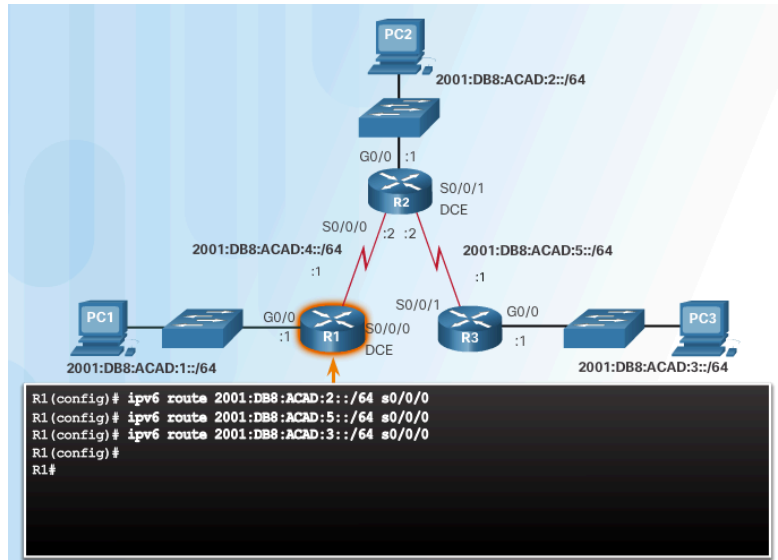 PC2
2001:DB8:ACAD:2::/64
G0/0 :1
R2
S0/0/1
DCE
S0/0/0
:2 :2
2001:DB8:ACAD:4::/64
2001:DB8:ACAD:5::/64
:1
:1
PC1
G0/0
:1
R1
S0/0/0
DCE
S0/0/1
R3
G0/0
:1
PC3
2001:DB8:ACAD:1::/64
2001:DB8:ACAD:3::/64
R1(config)# ipv6 route 2001:DB8:ACAD:2::/64 s0/0/0
R1(config)# ipv6 route 2001:DB8:ACAD:5::/64 s0/0/0
R1(config)# ipv6 route 2001:DB8:ACAD:3::/64 s0/0/0
R1(config)#
R1#